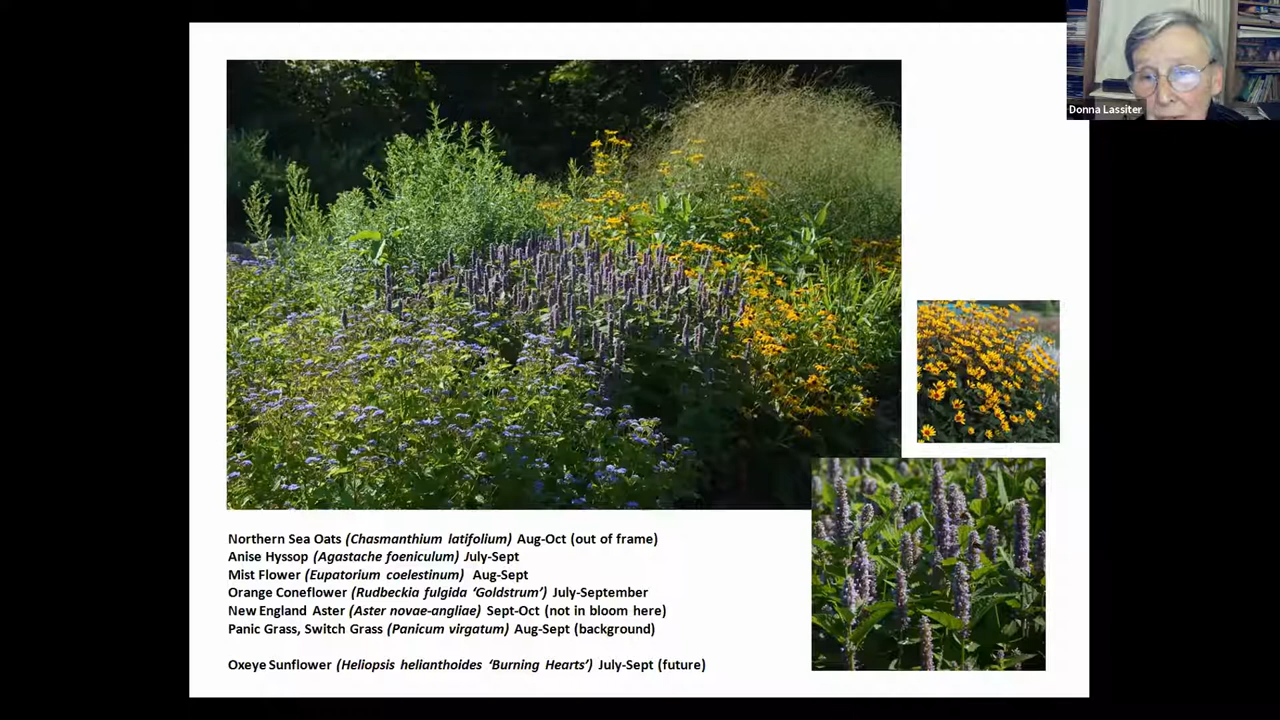 Donna Lassiter
Northern Sea Oats (Chasmanthium latifolium) Aug-Oct (out of frame)
Anise Hyssop (Agastache foeniculum) July-Sept
Mist Flower (Eupatorium coelestinum) Aug-Sept
Orange Coneflower (Rudbeckia fulgida ‘Goldstrum’) July-September
New England Aster (Aster novae-angliae) Sept-Oct (not in bloom here)
Panic Grass, Switch Grass (Panicum virgatum) Aug-Sept (background)
Oxeye Sunflower (Heliopsis helianthoides ‘Burning Hearts’) July-Sept (future)